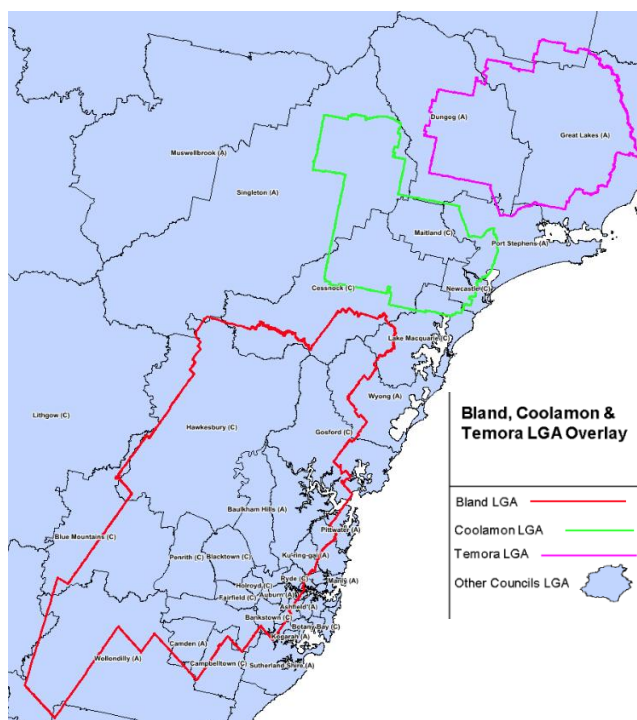 Dungog (A)
Great Lakes (A)
Muswellbrook (A)
Singleton (A)
Maitland (C)
Port Stephens (A)
Cessnock (C)
Newcastle (C)
Lake Macquarie (C)
Wyong (A)
Lithgow (C)
Hawkesbury (C)
Gosford (C)
Bland, Coolamon &
Temora LGA Overlay
Bland LGA
Coolamon LGA
Temora LGA
Other Councils LGA
Baulkham Hills (A)
Pittwater (A)
Blue Mountains (C)
Penrith (C)
Blacktown (C)
Ku-ring-gai (A)
Ryde (C)
Manly (A)
Holroyd (C)
Auburn (A)
Fairfield (C)
Ashfield (A)
Bankstown (C)
Botany Bay (C)
Kogarah (A)
Camden (A)
Wollondilly (A)
Campbelltown (C)
Sutherland Shire (A)